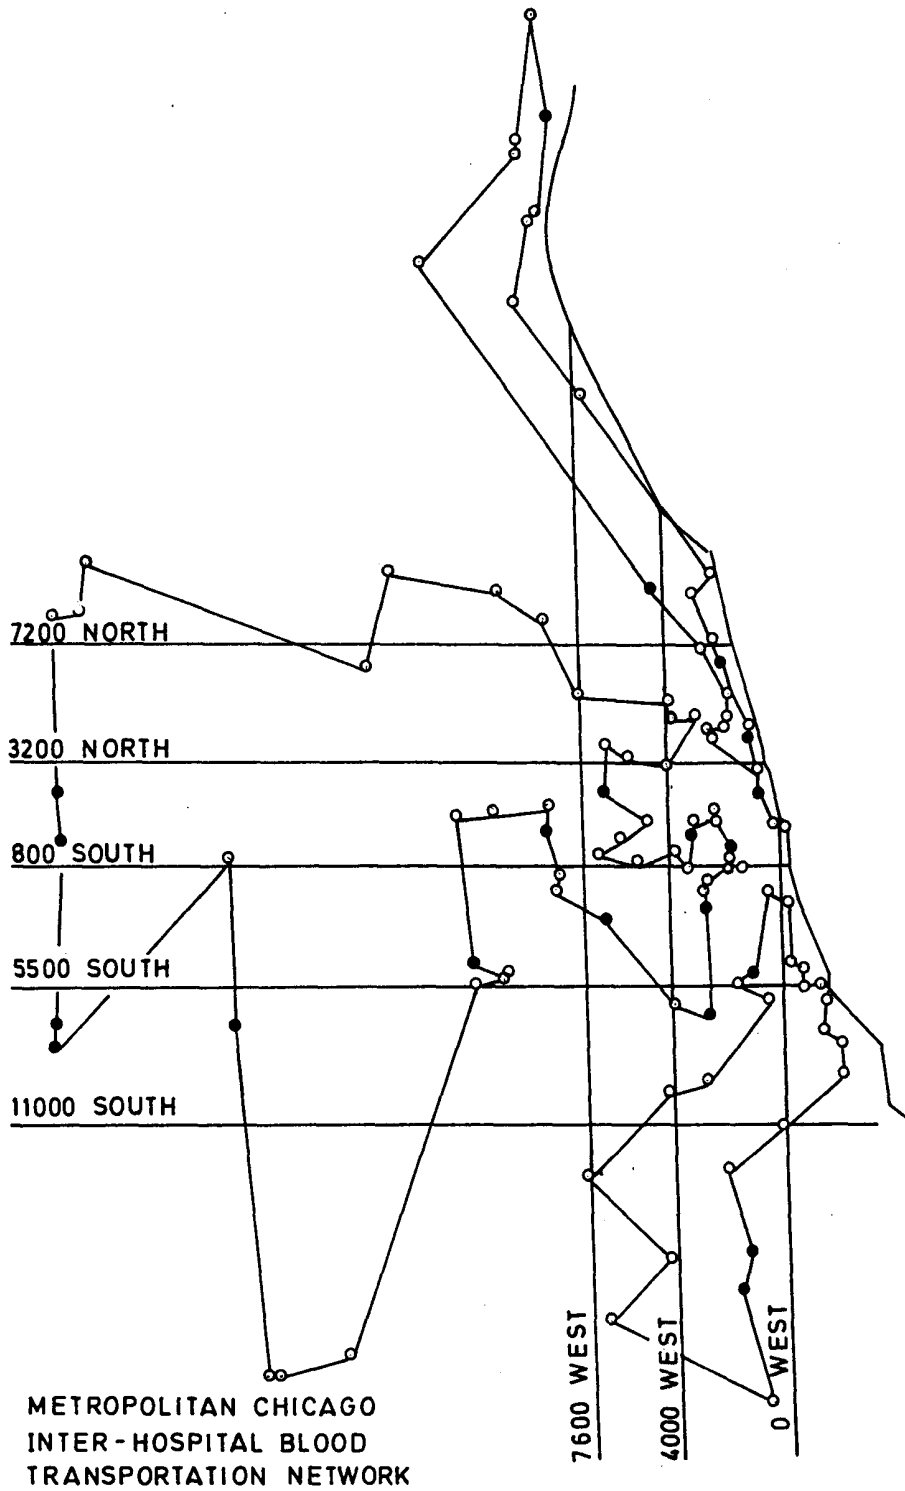 7200 NORTH
3200 NORTH
800 SOUTH
5500 SOUTH
11000 SOUTH
7600 WEST
4000 WEST
0 WEST
METROPOLITAN CHICAGO
INTER-HOSPITAL BLOOD
TRANSPORTATION NETWORK